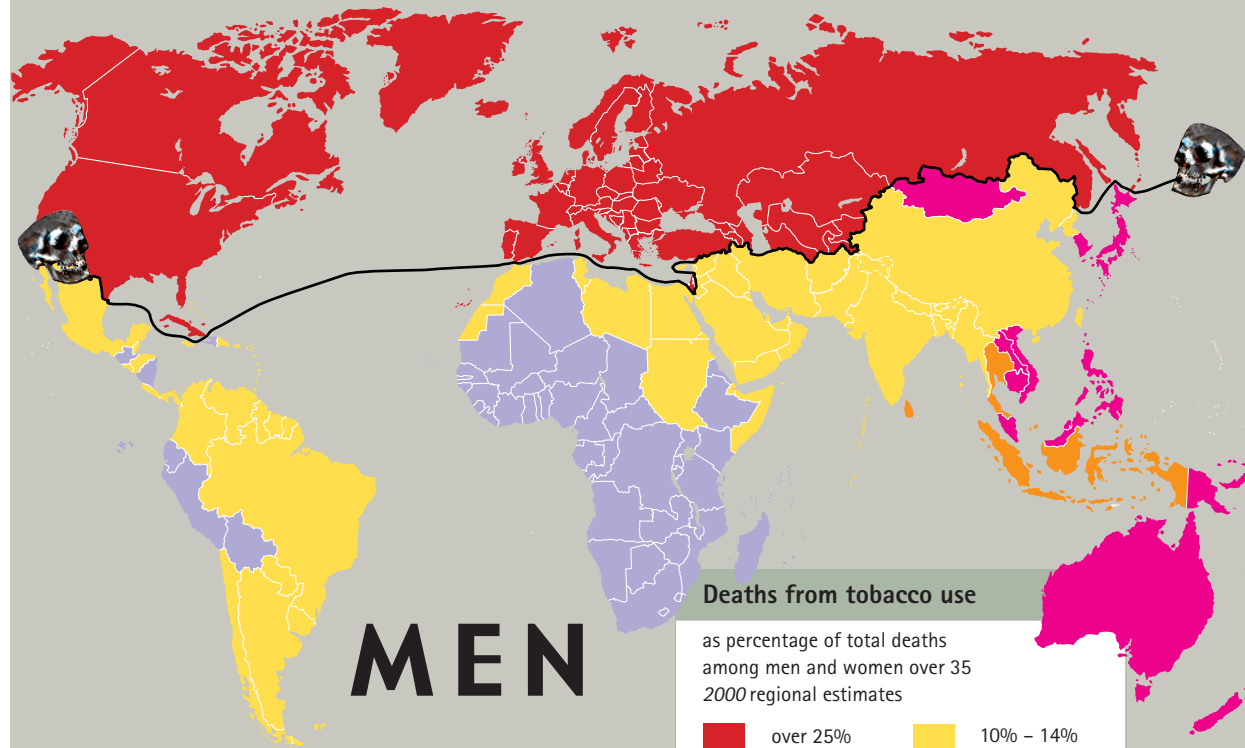 MEN
Deaths from tobacco use
as percentage of total deaths
among men and women over 35
2000 regional estimates
over 25%
10% – 14%